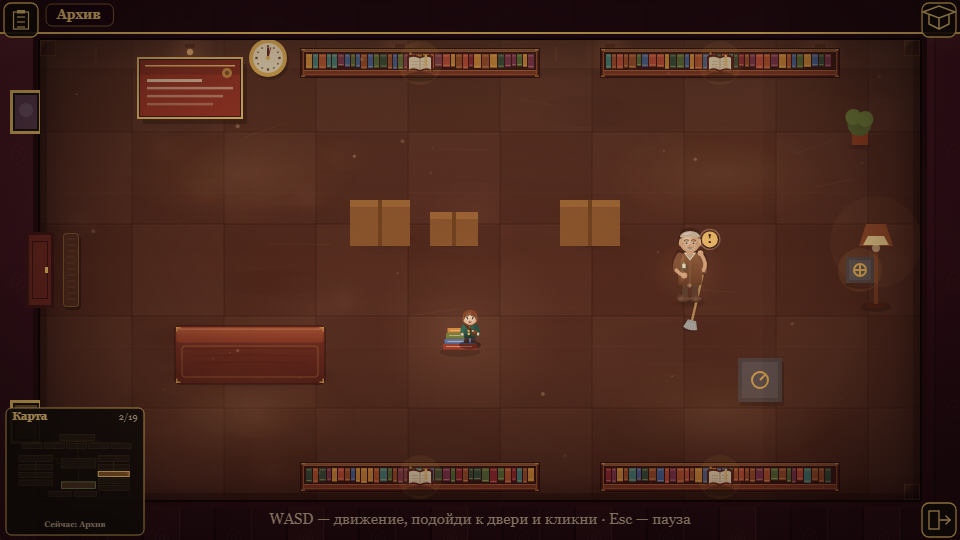 Архив
Карта 2/19
Сейчас: Архив
WASD — движение, подойди к двери и кликни · Esc — пауза